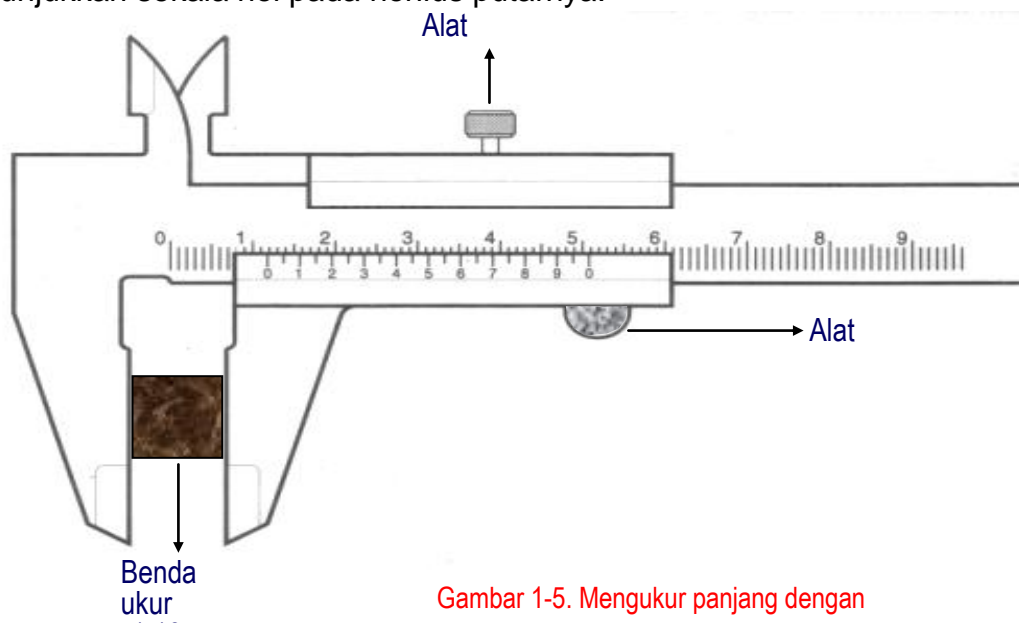 Alat
0 1 2 3 4 5 6 7 8 9
0 1 2 3 4 5 6 7 8 9 0
Alat
Benda
ukur
Gambar 1-5. Mengukur panjang dengan